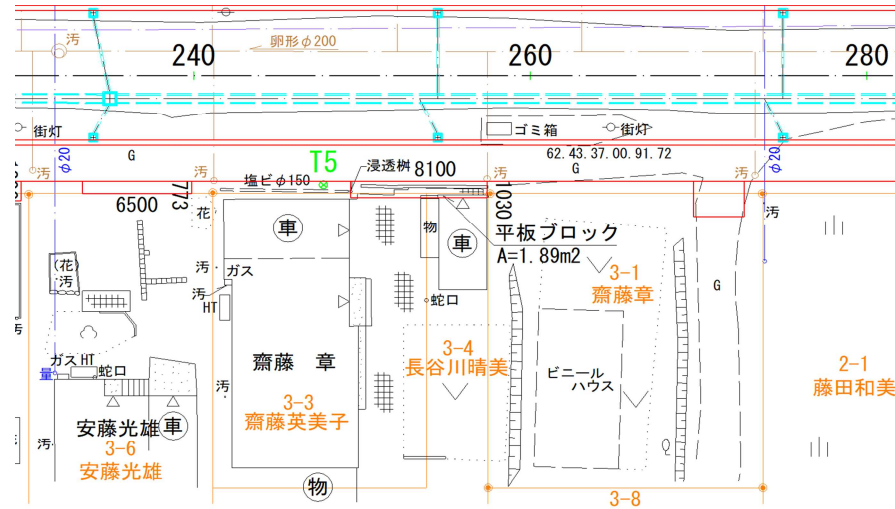 汚
卵形φ200
240
260
280
街灯
ゴミ箱
街灯
φ20
G
T5
浸透桝
8100
62.43.37.00.91.72
G
φ20
汚
汚
汚
汚
塩ビφ150
773
6500
1030
花
車
物
車
平板ブロック
A=1.89m2
汚
3-1
齋藤章
(花)
汚
汚
ガス
汚
HT
蛇口
G
汚
齋藤 章
3-4
長谷川晴美
2-1
藤田和美
ガス
HT
蛇口
量
ビニール
ハウス
3-3
齋藤英美子
汚
安藤光雄
車
3-6
安藤光雄
汚
物
3-8